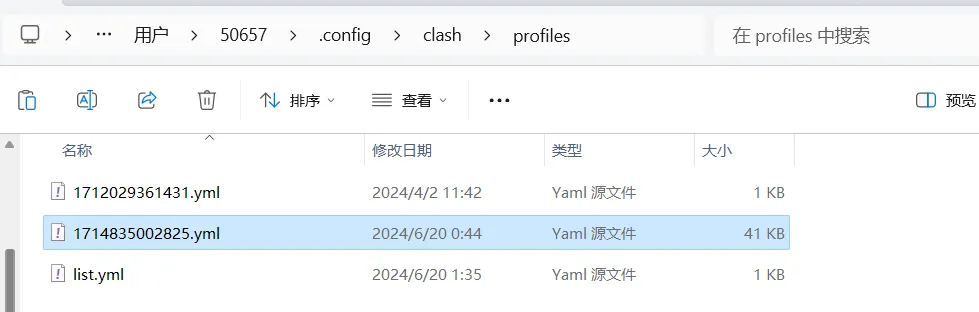 … 用户 50657 .config clash profiles 在 profiles 中搜索
排序 查看 … 预览
名称 修改日期 类型 大小
1712029361431.yml 2024/4/2 11:42 Yaml 源文件 1 KB
1714835002825.yml 2024/6/20 0:44 Yaml 源文件 41 KB
list.yml 2024/6/20 1:35 Yaml 源文件 1 KB